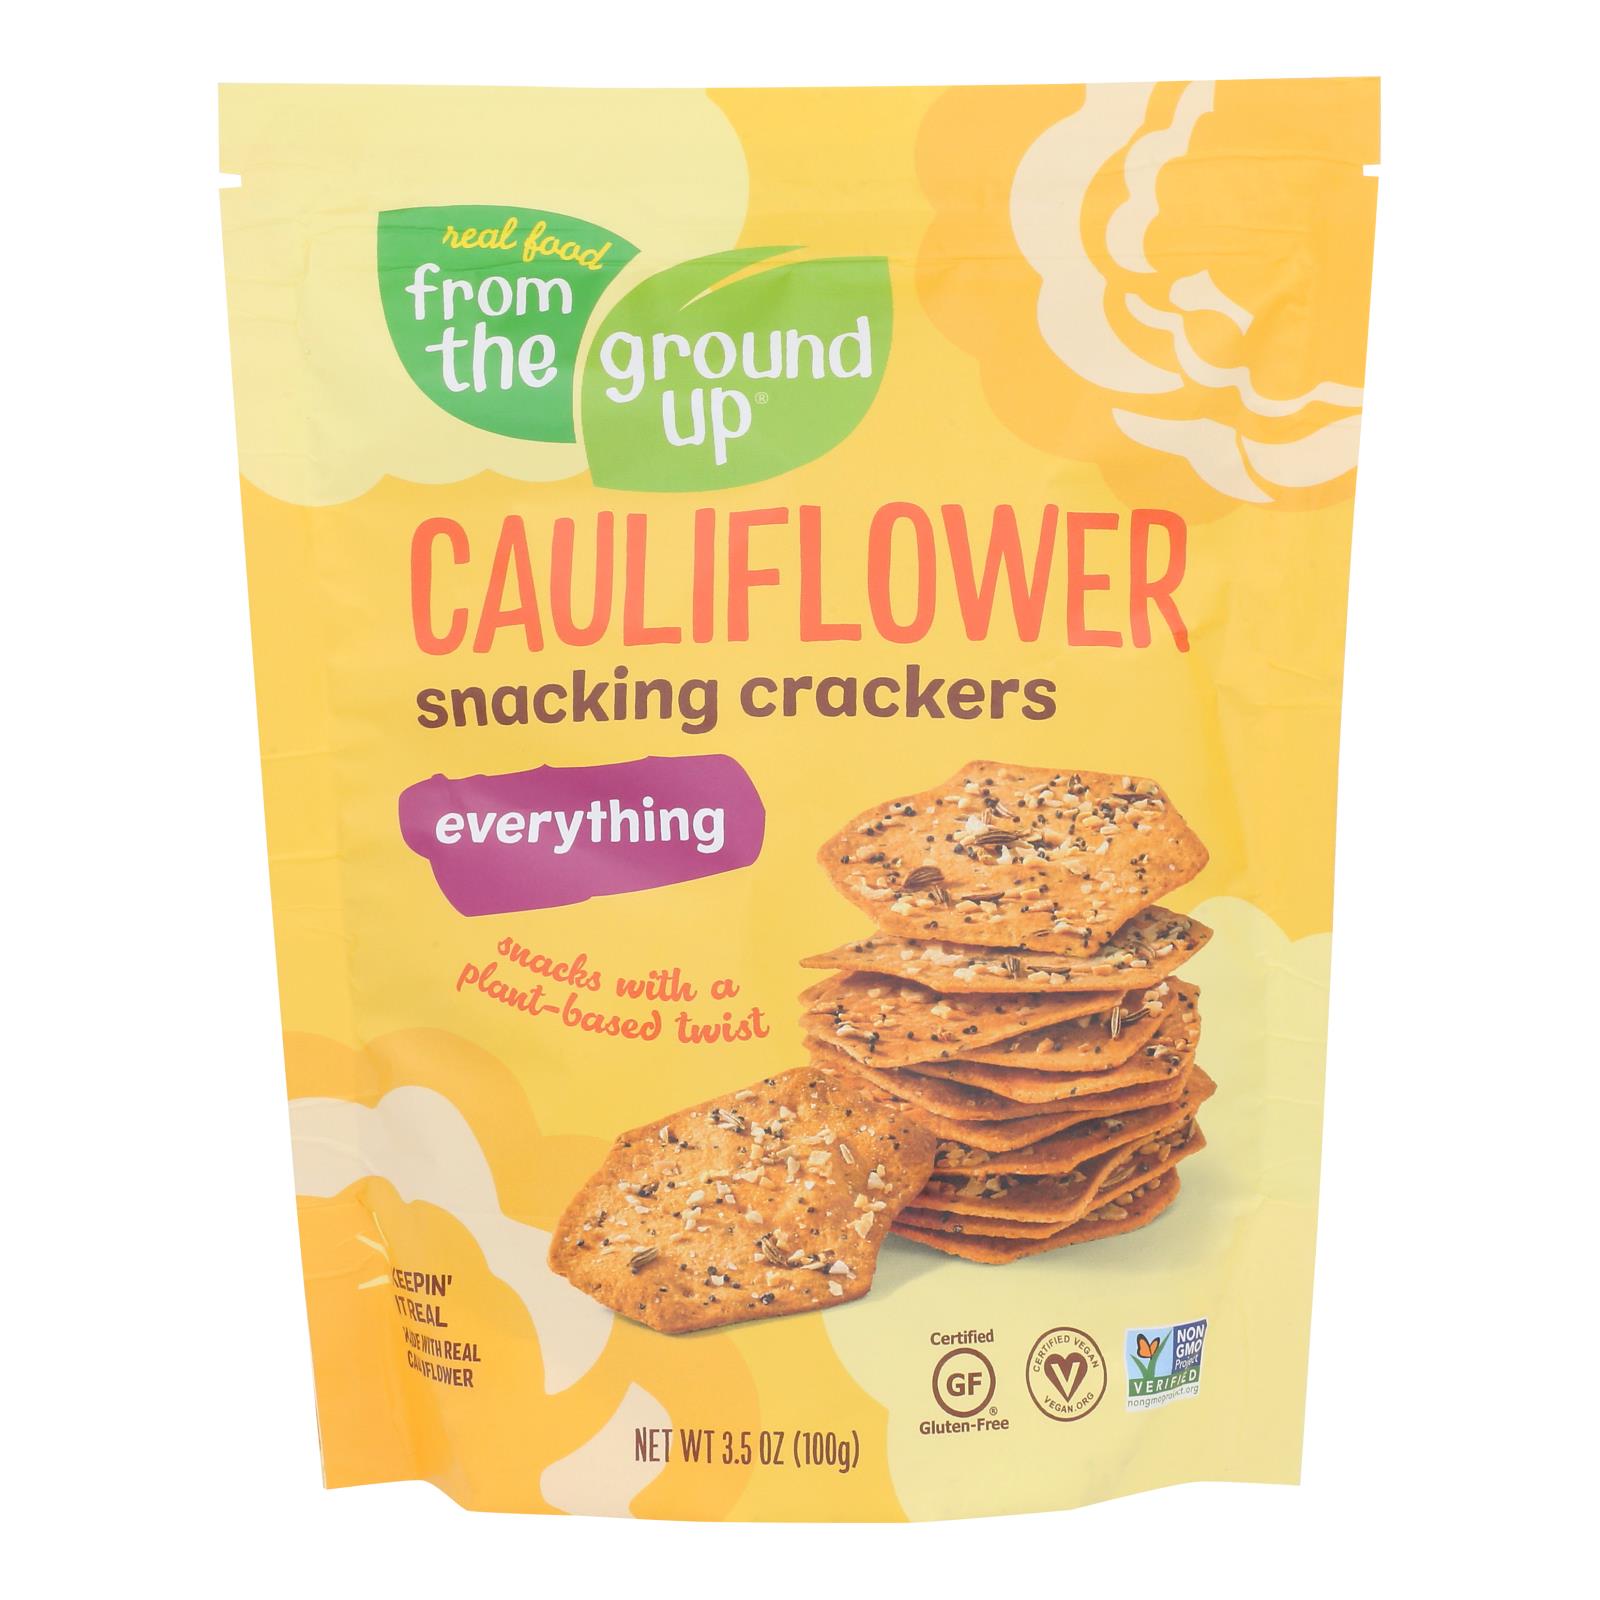 real food
from
the
ground
up®
CAULIFLOWER
snacking crackers
everything
snacks with a
plant-based twist
KEEPIN'
IT REAL
MADE WITH REAL
CAULIFLOWER
NET WT 3.5 OZ (100g)
Certified
GF®
Gluten-Free
CERTIFIED VEGAN
VEGAN.ORG
NON
GMO
Project
VERIFIED
nongmoproject.org